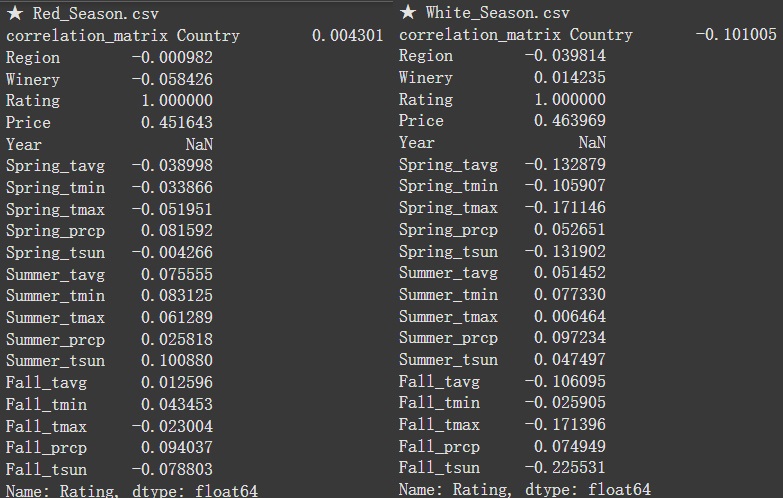 ★ Red_Season.csv
correlation_matrix Country 0.004301
Region -0.000982
Winery -0.058426
Rating 1.000000
Price 0.451643
Year NaN
Spring_tavg -0.038998
Spring_tmin -0.033866
Spring_tmax -0.051951
Spring_prcp 0.081592
Spring_tsun -0.004266
Summer_tavg 0.075555
Summer_tmin 0.083125
Summer_tmax 0.061289
Summer_prcp 0.025818
Summer_tsun 0.100880
Fall_tavg 0.012596
Fall_tmin 0.043453
Fall_tmax -0.023004
Fall_prcp 0.094037
Fall_tsun -0.078803
Name: Rating, dtype: float64
★ White_Season.csv
correlation_matrix Country -0.101005
Region -0.039814
Winery 0.014235
Rating 1.000000
Price 0.463969
Year NaN
Spring_tavg -0.132879
Spring_tmin -0.105907
Spring_tmax -0.171146
Spring_prcp 0.052651
Spring_tsun -0.131902
Summer_tavg 0.051452
Summer_tmin 0.077330
Summer_tmax 0.006464
Summer_prcp 0.097234
Summer_tsun 0.047497
Fall_tavg -0.106095
Fall_tmin -0.025905
Fall_tmax -0.171396
Fall_prcp 0.074949
Fall_tsun -0.225531
Name: Rating, dtype: float64